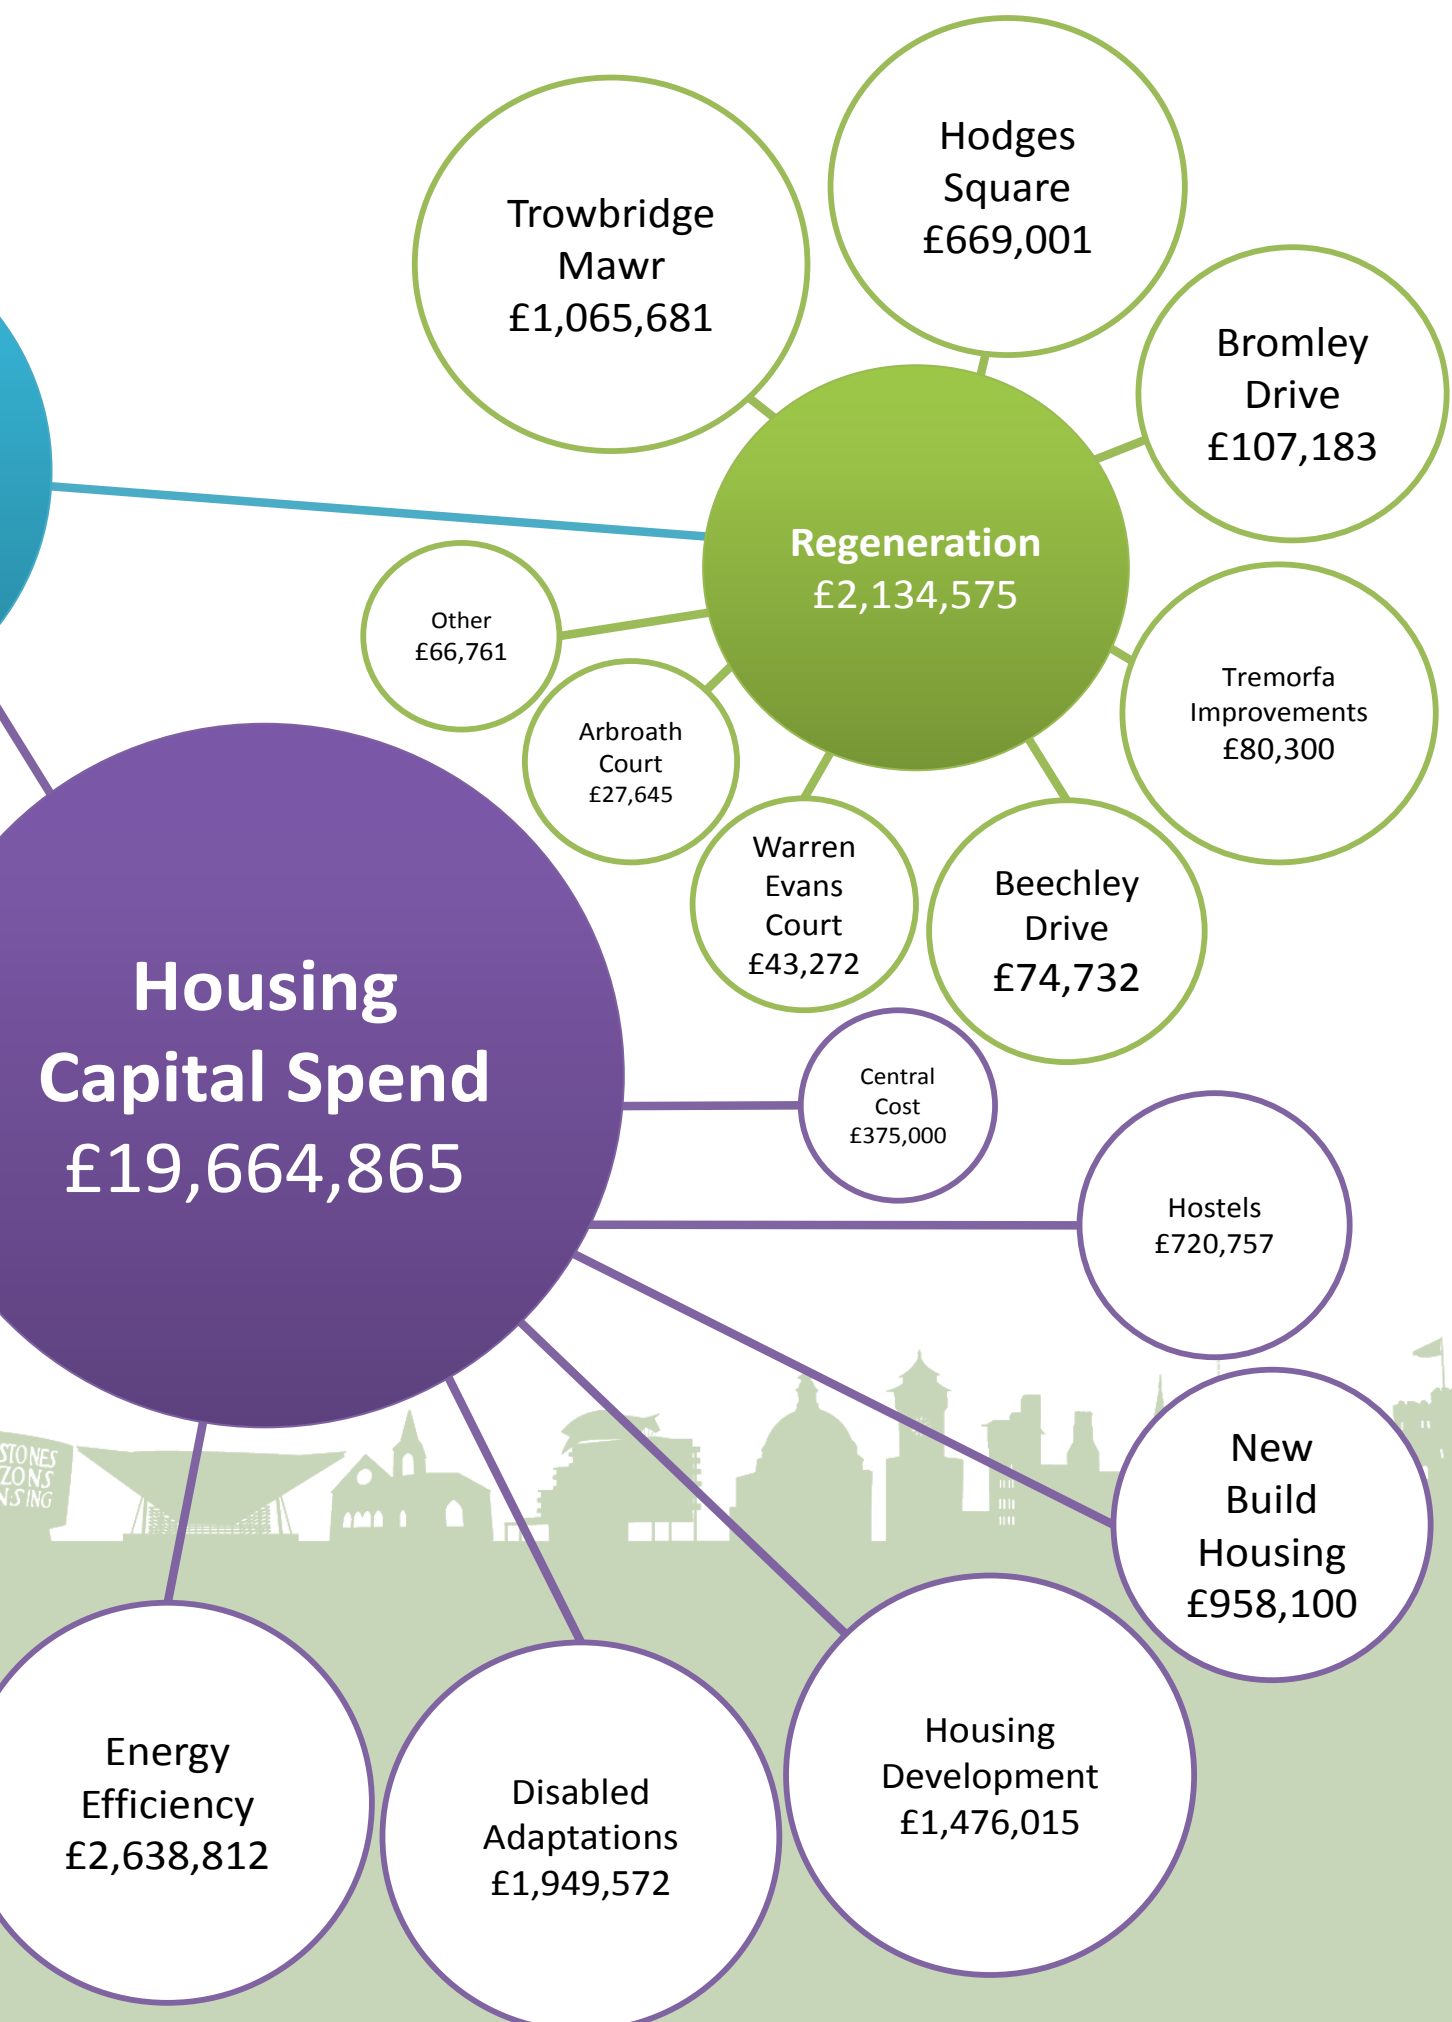 Hodges
Square
£669,001
Trowbridge
Mawr
£1,065,681
Bromley
Drive
£107,183
Regeneration
£2,134,575
Other
£66,761
Tremorfa
Improvements
£80,300
Arbroath
Court
£27,645
Warren
Evans
Court
£43,272
Beechley
Drive
£74,732
Housing
Capital Spend
£19,664,865
Central
Cost
£375,000
Hostels
£720,757
New
Build
Housing
£958,100
Energy
Efficiency
£2,638,812
Disabled
Adaptations
£1,949,572
Housing
Development
£1,476,015
STONES
ZONS